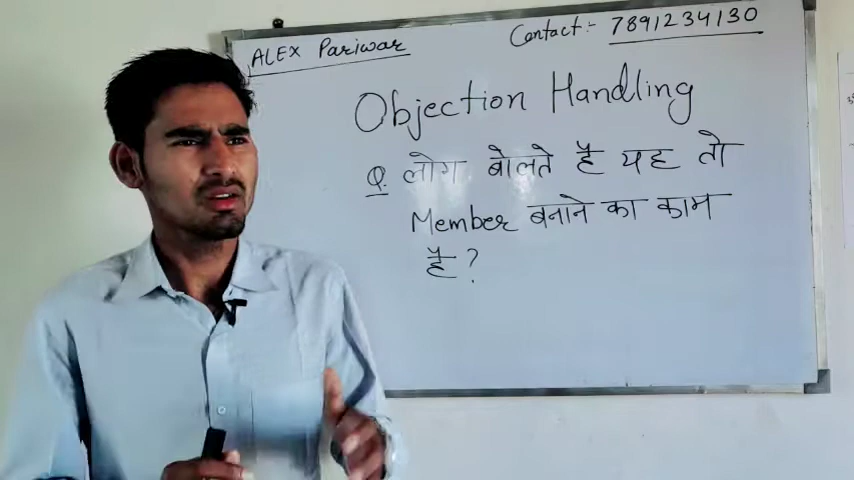 ALEX Pariwar
Contact:- 7891234130
Objection Handling
Q. लोग बोलते है यह तो
Member बनाने का काम
है ?